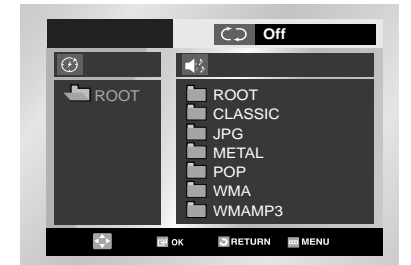 Off
ROOT
ROOT
CLASSIC
JPG
METAL
POP
WMA
WMAMP3
OK RETURN MENU